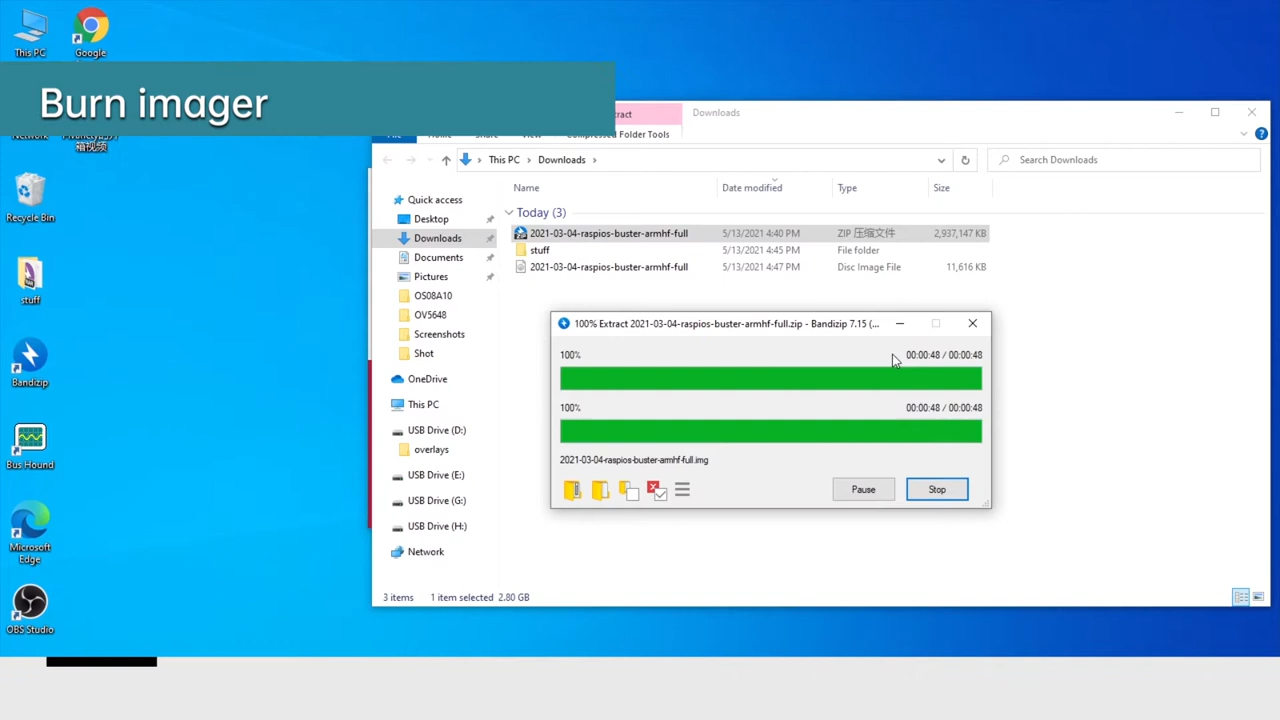 This PC
Google
Burn imager
箱视频
Recycle Bin
stuff
Bandizip
Bus Hound
Microsoft
Edge
OBS Studio
Downloads
Compressed Folder Tools
This PC > Downloads >
Search Downloads
Name Date modified Type Size
Today (3)
2021-03-04-raspios-buster-armhf-full 5/13/2021 4:40 PM ZIP 压缩文件 2,937,147 KB
stuff 5/13/2021 4:45 PM File folder
2021-03-04-raspios-buster-armhf-full 5/13/2021 4:47 PM Disc Image File 11,616 KB
Quick access
Desktop
Downloads
Documents
Pictures
OS08A10
OV5648
Screenshots
Shot
OneDrive
This PC
USB Drive (D:)
overlays
USB Drive (E:)
USB Drive (G:)
USB Drive (H:)
Network
100% Extract 2021-03-04-raspios-buster-armhf-full.zip - Bandizip 7.15 (...
100% 00:00:48 / 00:00:48
100% 00:00:48 / 00:00:48
2021-03-04-raspios-buster-armhf-full.img
Pause
Stop
3 items 1 item selected 2.80 GB